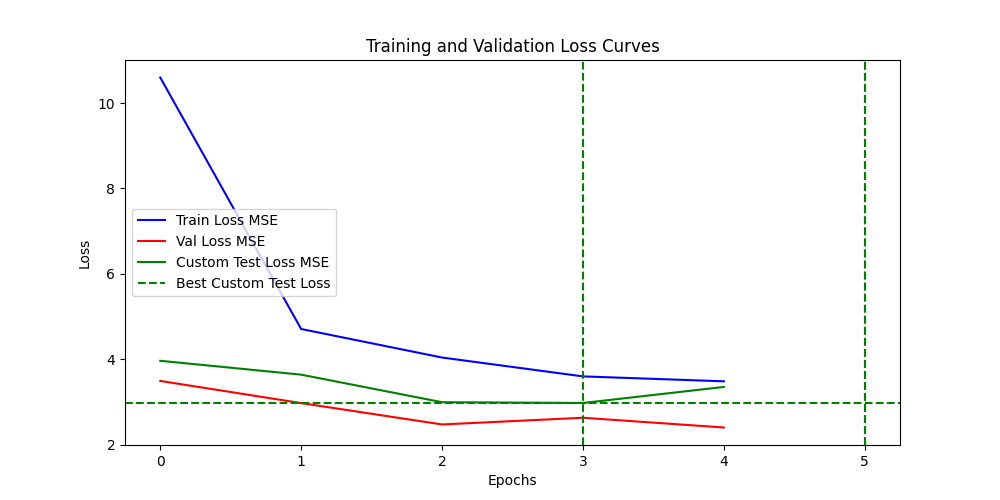 Training and Validation Loss Curves
10
8
6
4
2
Loss
Train Loss MSE
Val Loss MSE
Custom Test Loss MSE
Best Custom Test Loss
0 1 2 3 4 5
Epochs